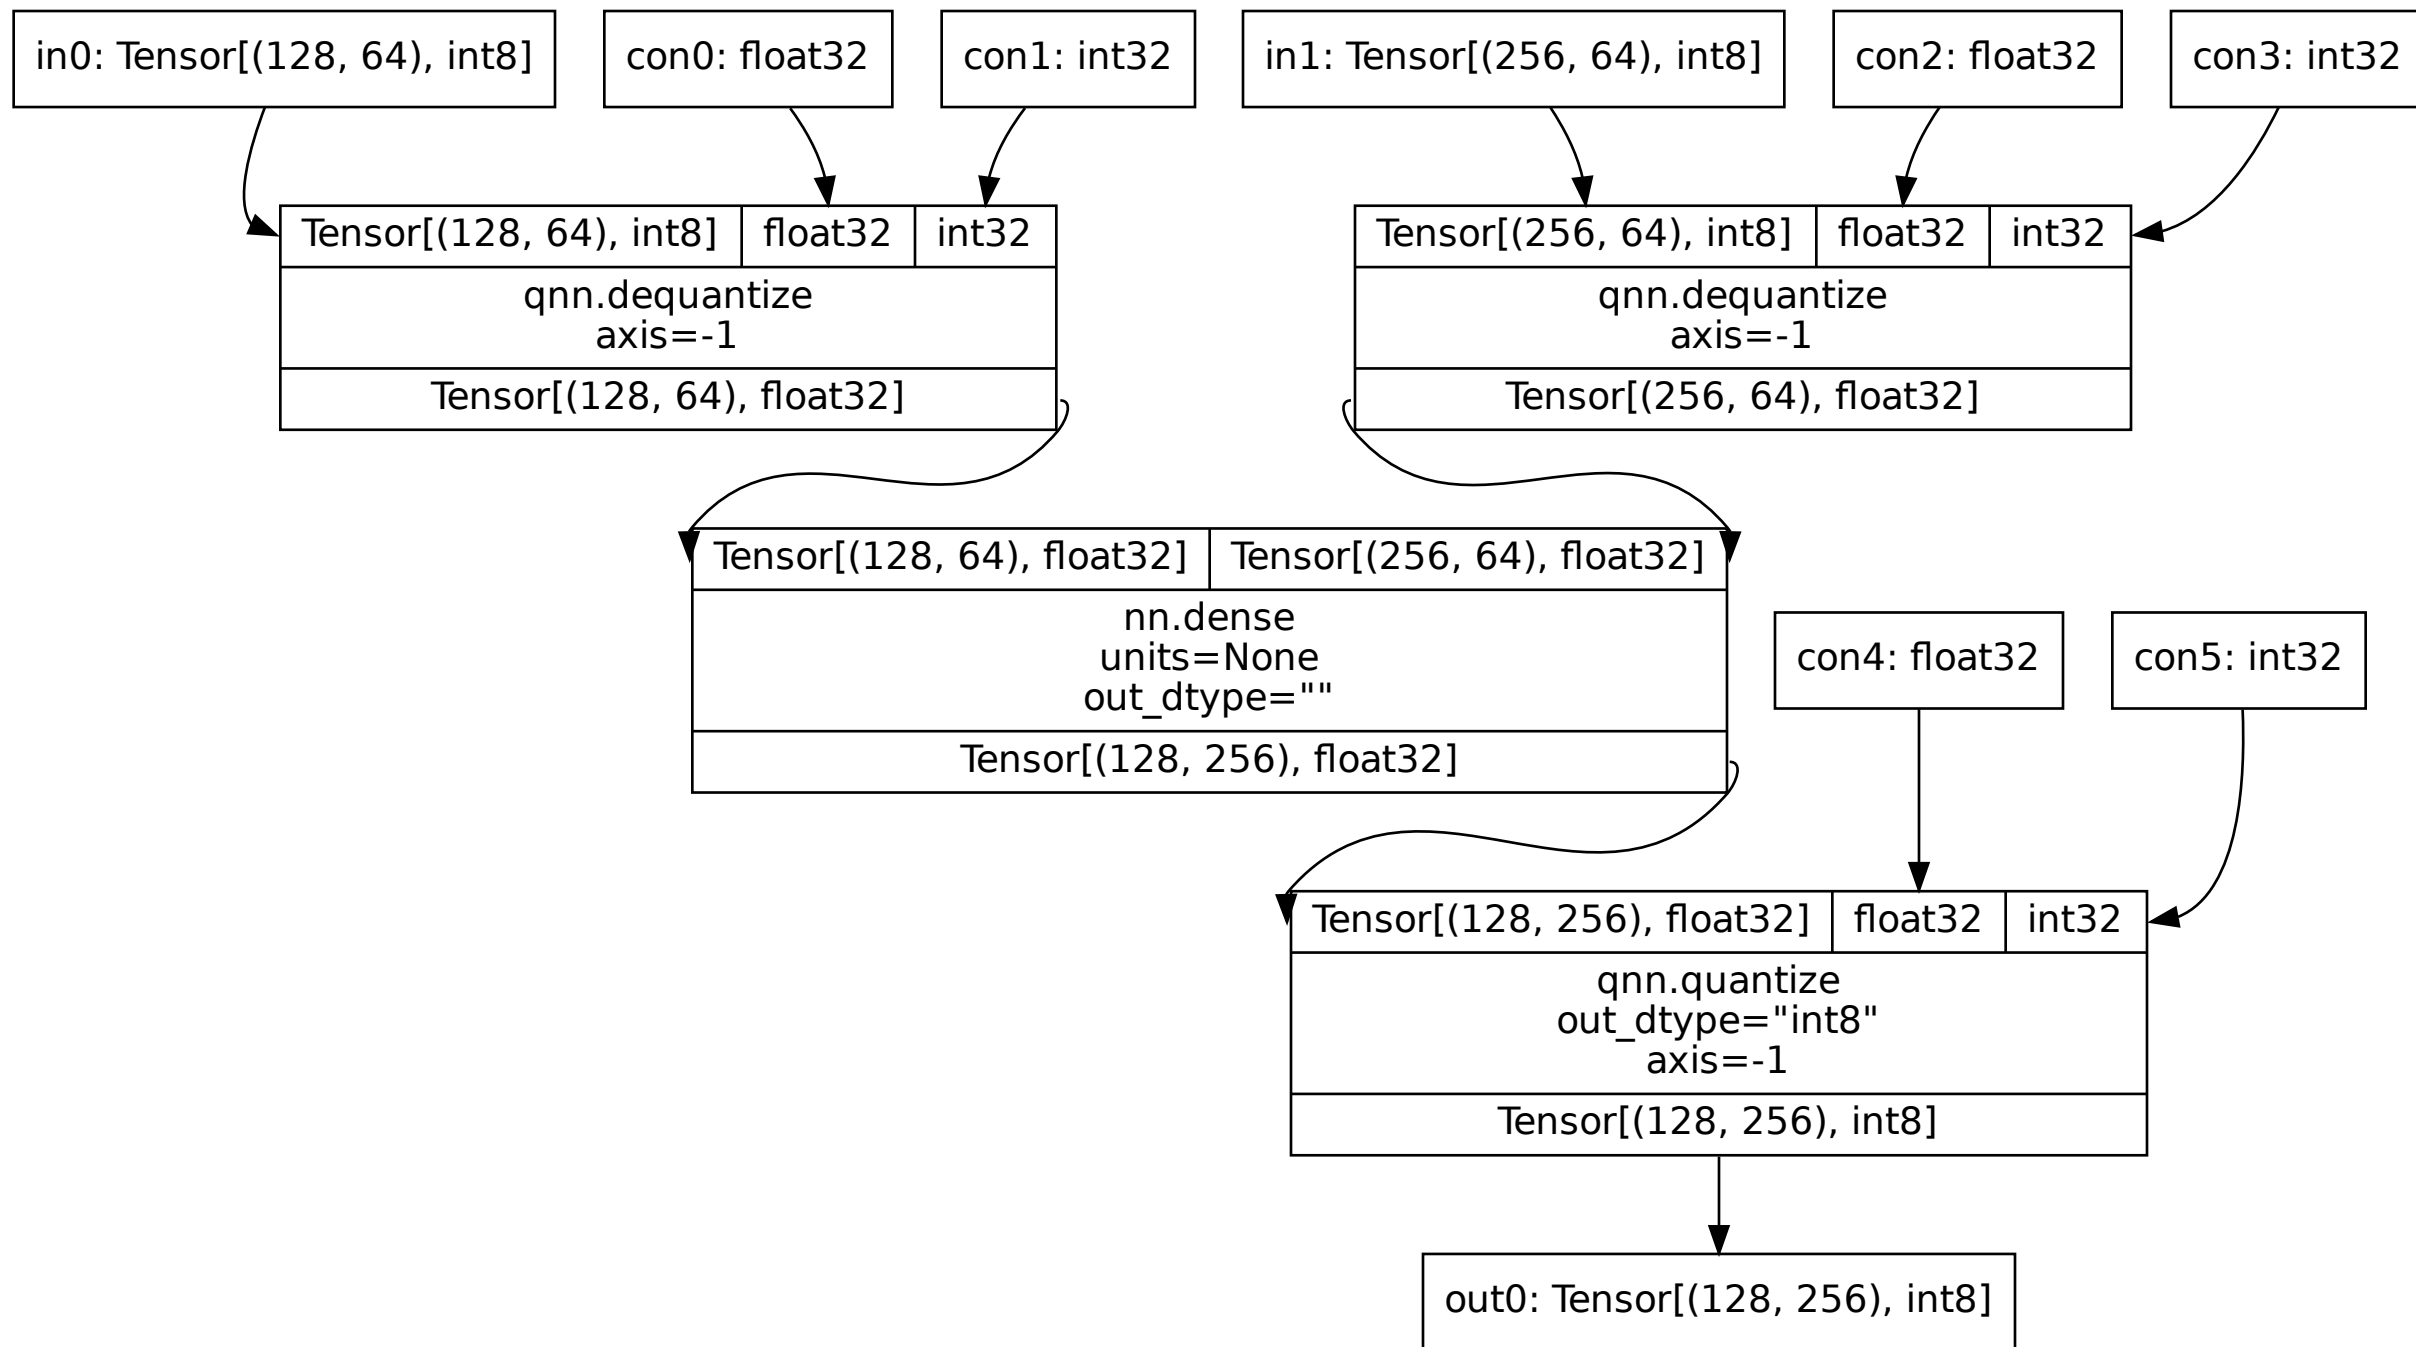 in0: Tensor[(128, 64), int8]
con0: float32
con1: int32
in1: Tensor[(256, 64), int8]
con2: float32
con3: int32
Tensor[(128, 64), int8]
float32
int32
qnn.dequantize
axis=-1
Tensor[(128, 64), float32]
Tensor[(256, 64), int8]
float32
int32
qnn.dequantize
axis=-1
Tensor[(256, 64), float32]
Tensor[(128, 64), float32]
Tensor[(256, 64), float32]
nn.dense
units=None
out_dtype=""
Tensor[(128, 256), float32]
con4: float32
con5: int32
Tensor[(128, 256), float32]
float32
int32
qnn.quantize
out_dtype="int8"
axis=-1
Tensor[(128, 256), int8]
out0: Tensor[(128, 256), int8]